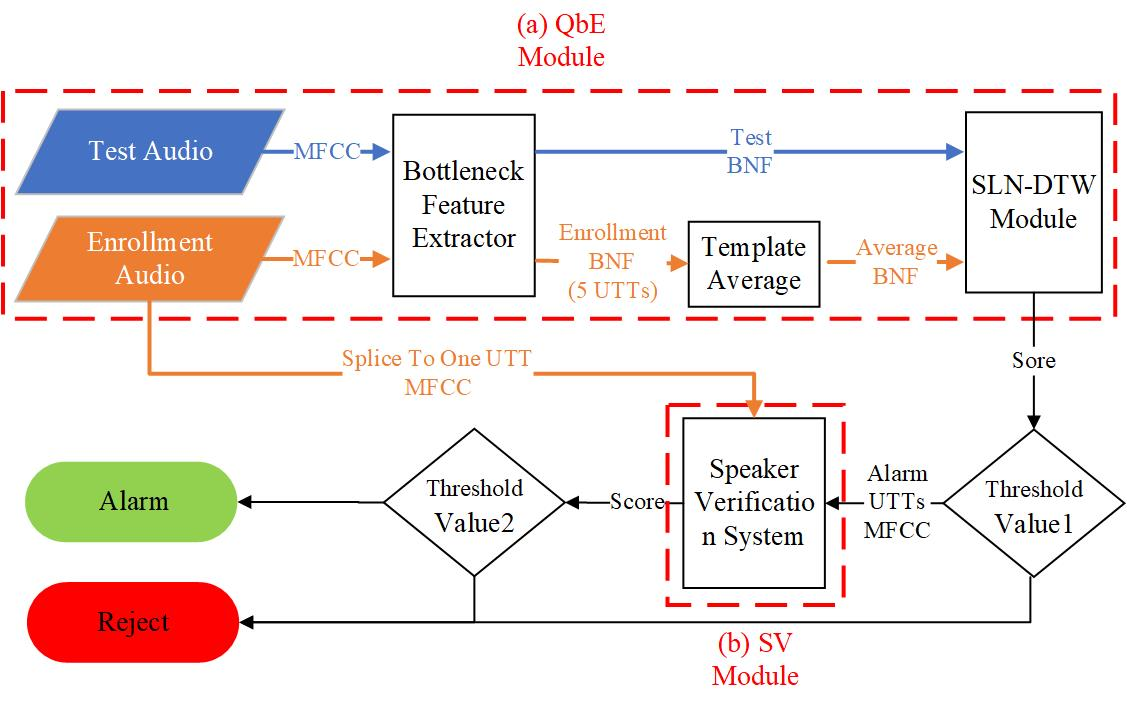 (a) QbE
Module
Test Audio
MFCC
Bottleneck
Feature
Extractor
Test
BNF
SLN-DTW
Module
Enrollment
Audio
MFCC
Enrollment
BNF
(5 UTTs)
Template
Average
Average
BNF
Splice To One UTT
MFCC
Sore
Alarm
Threshold
Value2
Score
Speaker
Verificatio
n System
Alarm
UTTs
MFCC
Threshold
Value1
Reject
(b) SV
Module